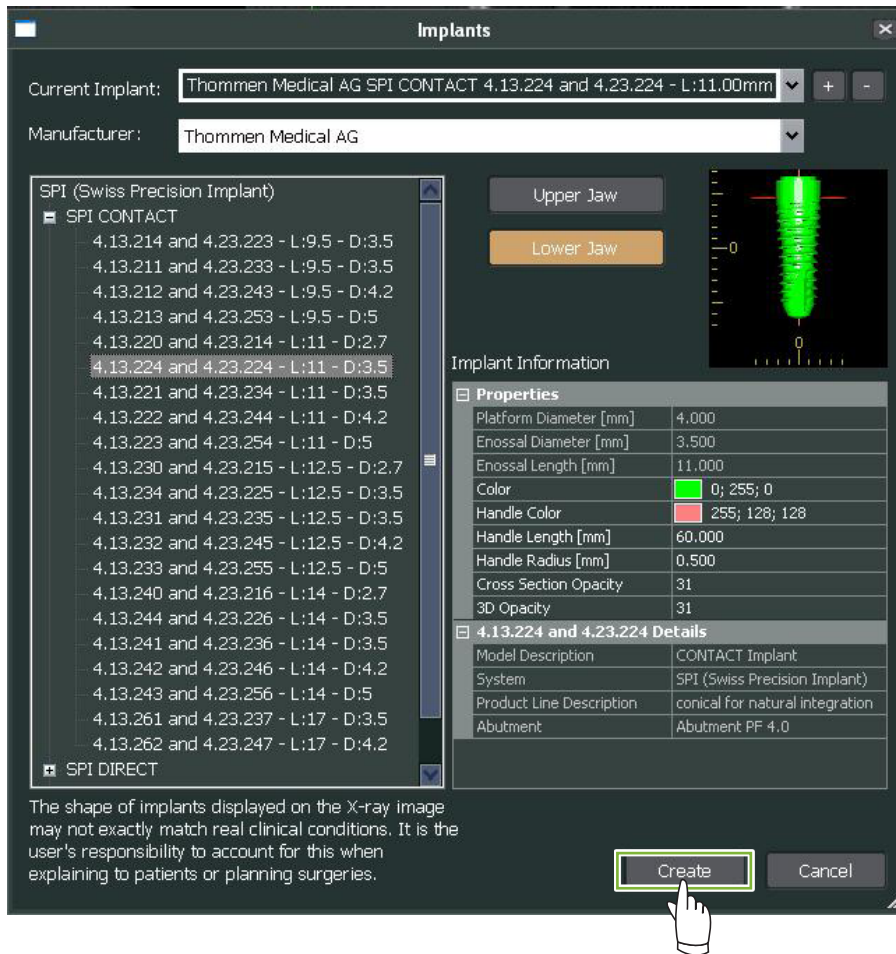 Implants
Current Implant: Thommen Medical AG SPI CONTACT 4.13.224 and 4.23.224 - L:11.00mm + -
Manufacturer: Thommen Medical AG
SPI (Swiss Precision Implant)
SPI CONTACT
4.13.214 and 4.23.223 - L:9.5 - D:3.5
4.13.211 and 4.23.233 - L:9.5 - D:3.5
4.13.212 and 4.23.243 - L:9.5 - D:4.2
4.13.213 and 4.23.253 - L:9.5 - D:5
4.13.220 and 4.23.214 - L:11 - D:2.7
4.13.224 and 4.23.224 - L:11 - D:3.5
4.13.221 and 4.23.234 - L:11 - D:3.5
4.13.222 and 4.23.244 - L:11 - D:4.2
4.13.223 and 4.23.254 - L:11 - D:5
4.13.230 and 4.23.215 - L:12.5 - D:2.7
4.13.234 and 4.23.225 - L:12.5 - D:3.5
4.13.231 and 4.23.235 - L:12.5 - D:3.5
4.13.232 and 4.23.245 - L:12.5 - D:4.2
4.13.233 and 4.23.255 - L:12.5 - D:5
4.13.240 and 4.23.216 - L:14 - D:2.7
4.13.244 and 4.23.226 - L:14 - D:3.5
4.13.241 and 4.23.236 - L:14 - D:3.5
4.13.242 and 4.23.246 - L:14 - D:4.2
4.13.243 and 4.23.256 - L:14 - D:5
4.13.261 and 4.23.237 - L:17 - D:3.5
4.13.262 and 4.23.247 - L:17 - D:4.2
SPI DIRECT
Upper Jaw
Lower Jaw
0
0
Implant Information
Properties
Platform Diameter [mm] 4.000
Enossal Diameter [mm] 3.500
Enossal Length [mm] 11.000
Color 0; 255; 0
Handle Color 255; 128; 128
Handle Length [mm] 60.000
Handle Radius [mm] 0.500
Cross Section Opacity 31
3D Opacity 31
4.13.224 and 4.23.224 Details
Model Description CONTACT Implant
System SPI (Swiss Precision Implant)
Product Line Description conical for natural integration
Abutment Abutment PF 4.0
The shape of implants displayed on the X-ray image
may not exactly match real clinical conditions. It is the
user's responsibility to account for this when
explaining to patients or planning surgeries.
Create Cancel